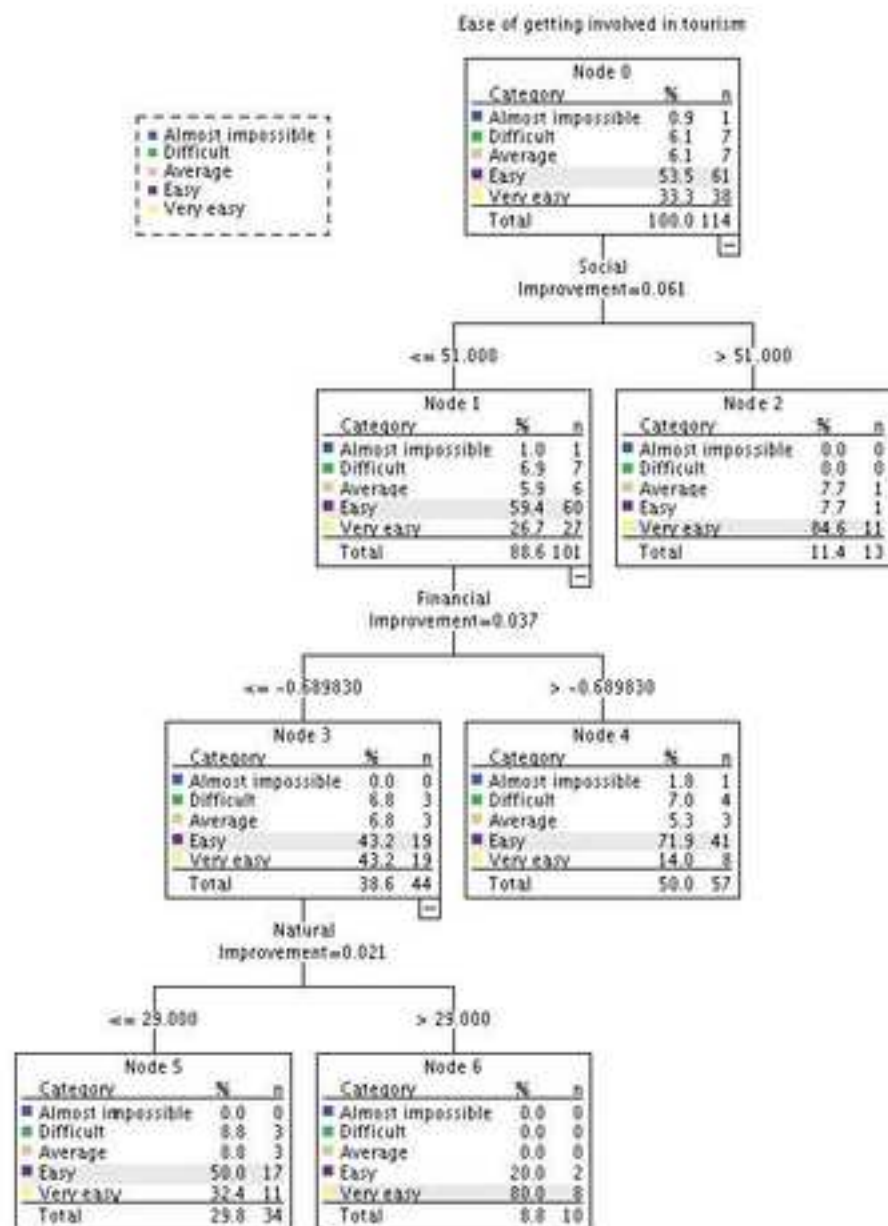 Ease of getting involved in tourism
Almost impossible
Difficult
Average
Easy
Very easy
Node 0
Category % n
Almost impossible 0.9 1
Difficult 6.1 7
Average 6.1 7
Easy 53.5 61
Very easy 33.3 38
Total 100.0 114
Social
Improvement=0.061
<= 51.000
> 51.000
Node 1
Category % n
Almost impossible 1.0 1
Difficult 6.9 7
Average 5.9 6
Easy 59.4 60
Very easy 26.7 27
Total 88.6 101
Node 2
Category % n
Almost impossible 0.0 0
Difficult 0.0 0
Average 7.7 1
Easy 7.7 1
Very easy 84.6 11
Total 11.4 13
Financial
Improvement=0.037
<= -0.689830
> -0.689830
Node 3
Category % n
Almost impossible 0.0 0
Difficult 6.8 3
Average 6.8 3
Easy 43.2 19
Very easy 43.2 19
Total 38.6 44
Node 4
Category % n
Almost impossible 1.8 1
Difficult 7.0 4
Average 5.3 3
Easy 71.9 41
Very easy 14.0 8
Total 50.0 57
Natural
Improvement=0.021
<= 29.000
> 29.000
Node 5
Category % n
Almost impossible 0.0 0
Difficult 8.8 3
Average 8.8 3
Easy 50.0 17
Very easy 32.4 11
Total 29.8 34
Node 6
Category % n
Almost impossible 0.0 0
Difficult 0.0 0
Average 0.0 0
Easy 20.0 2
Very easy 80.0 8
Total 8.8 10